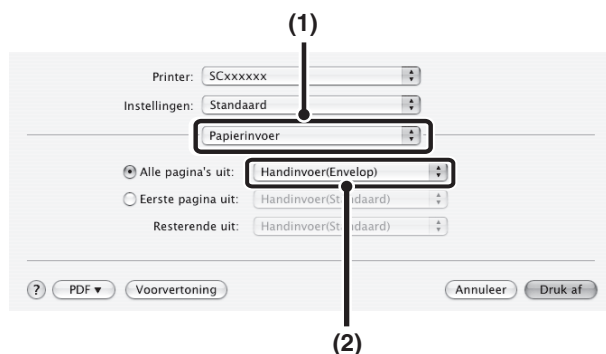 (1)
Printer: SCxxxxxx
Instellingen: Standaard
Papierinvoer
Alle pagina's uit: Handinvoer(Envelop)
Eerste pagina uit: Handinvoer(Standaard)
Resterende uit: Handinvoer(Standaard)
? PDF ▼ Voorvertoning Annuleer Druk af
(2)